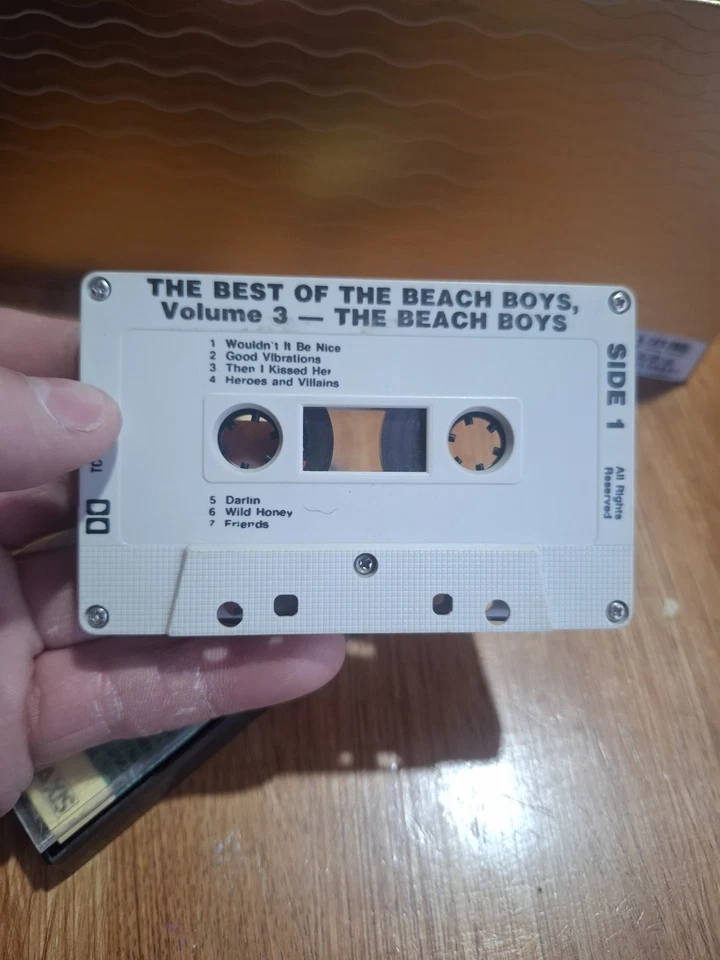 THE BEST OF THE BEACH BOYS,
Volume 3 — THE BEACH BOYS
1 Wouldn't It Be Nice
2 Good Vibrations
3 Then I Kissed Her
4 Heroes and Villains
SIDE 1
5 Darlin
6 Wild Honey
7 Friends
All Rights
Reserved
TC
AXIS